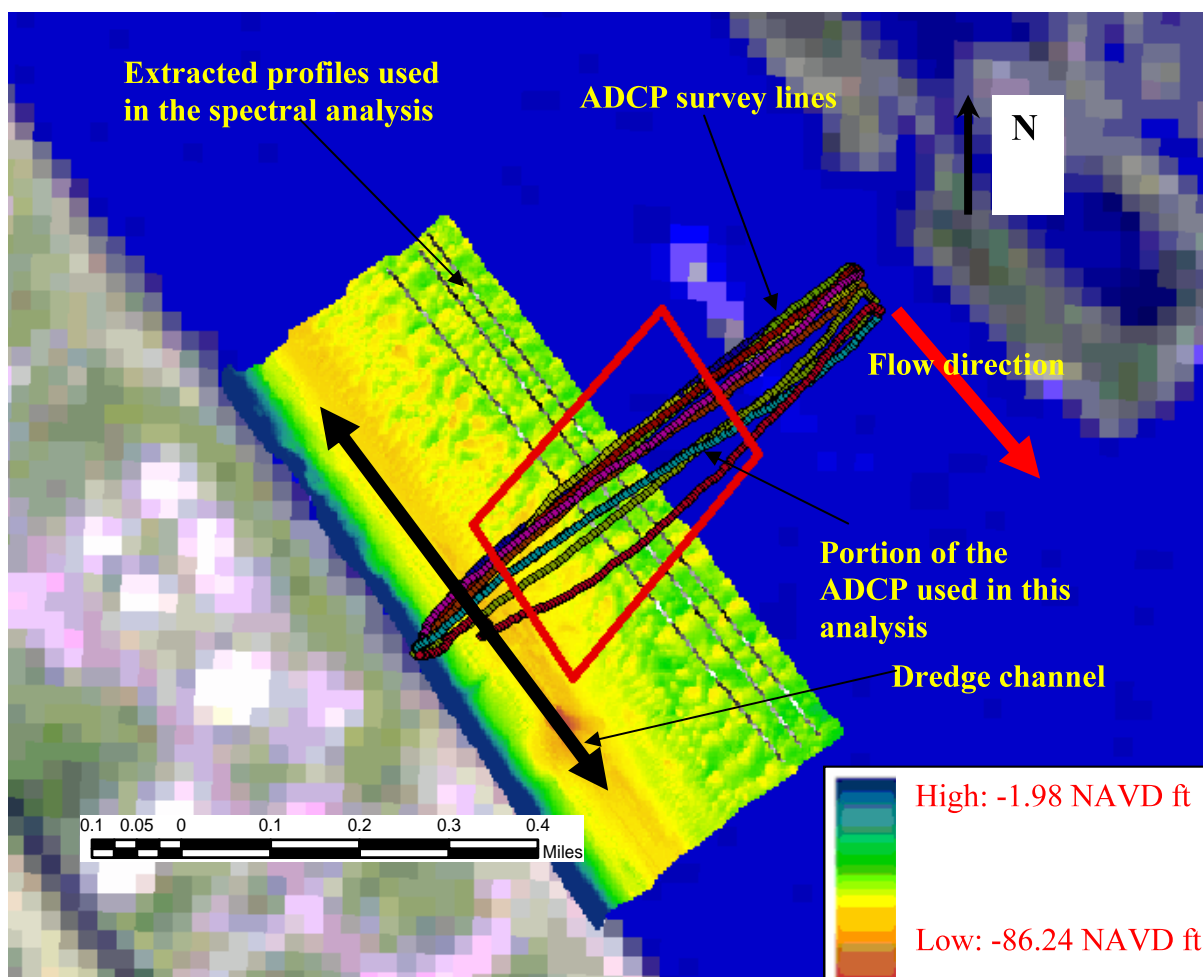 Extracted profiles used
in the spectral analysis
ADCP survey lines
N
Flow direction
Portion of the
ADCP used in this
analysis
Dredge channel
0.1 0.05 0 0.1 0.2 0.3 0.4
Miles
High: -1.98 NAVD ft
Low: -86.24 NAVD ft